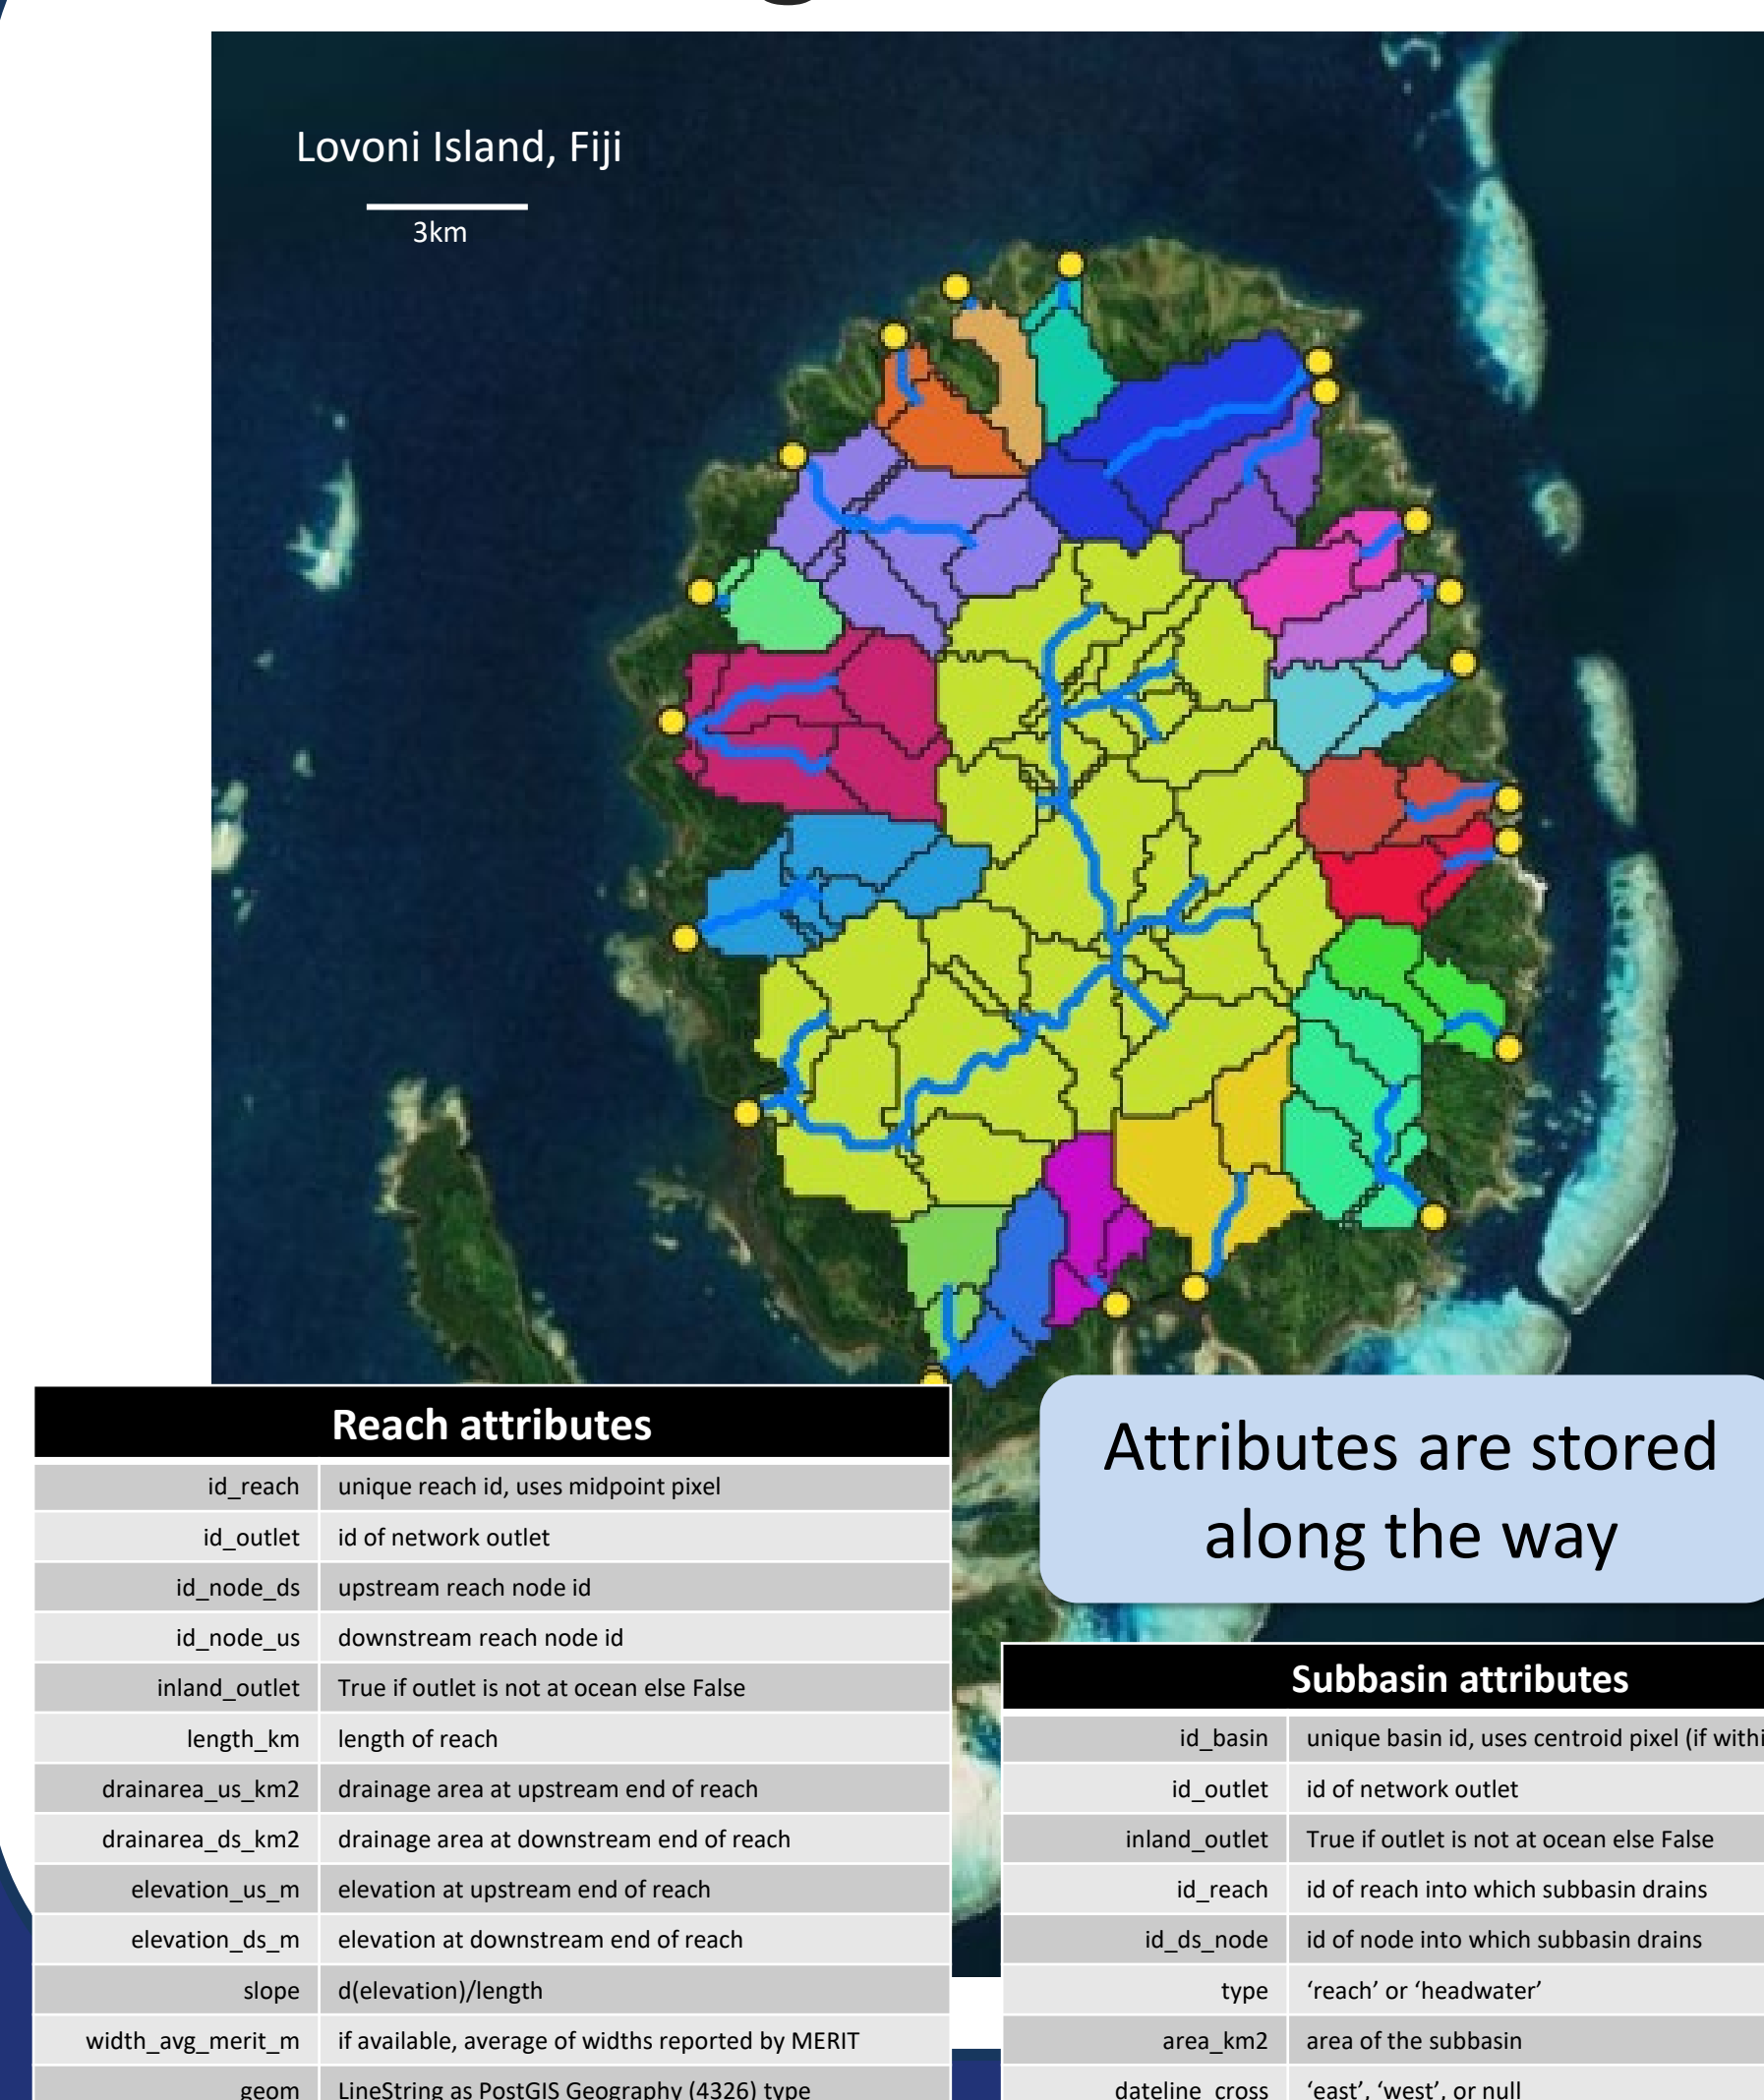 Lovoni Island, Fiji
3km
Reach attributes
id_reach unique reach id, uses midpoint pixel
id_outlet id of network outlet
id_node_ds upstream reach node id
id_node_us downstream reach node id
inland_outlet True if outlet is not at ocean else False
length_km length of reach
drainarea_us_km2 drainage area at upstream end of reach
drainarea_ds_km2 drainage area at downstream end of reach
elevation_us_m elevation at upstream end of reach
elevation_ds_m elevation at downstream end of reach
slope d(elevation)/length
width_avg_merit_m if available, average of widths reported by MERIT
geom LineString as PostGIS Geography (4326) type
Attributes are stored
along the way
Subbasin attributes
id_basin unique basin id, uses centroid pixel (if
id_outlet id of network outlet
inland_outlet True if outlet is not at ocean else False
id_reach id of reach into which subbasin drains
id_ds_node id of node into which subbasin drains
type ‘reach’ or ‘headwater’
area_km2 area of the subbasin
dateline_cross ‘east’, ‘west’, or null